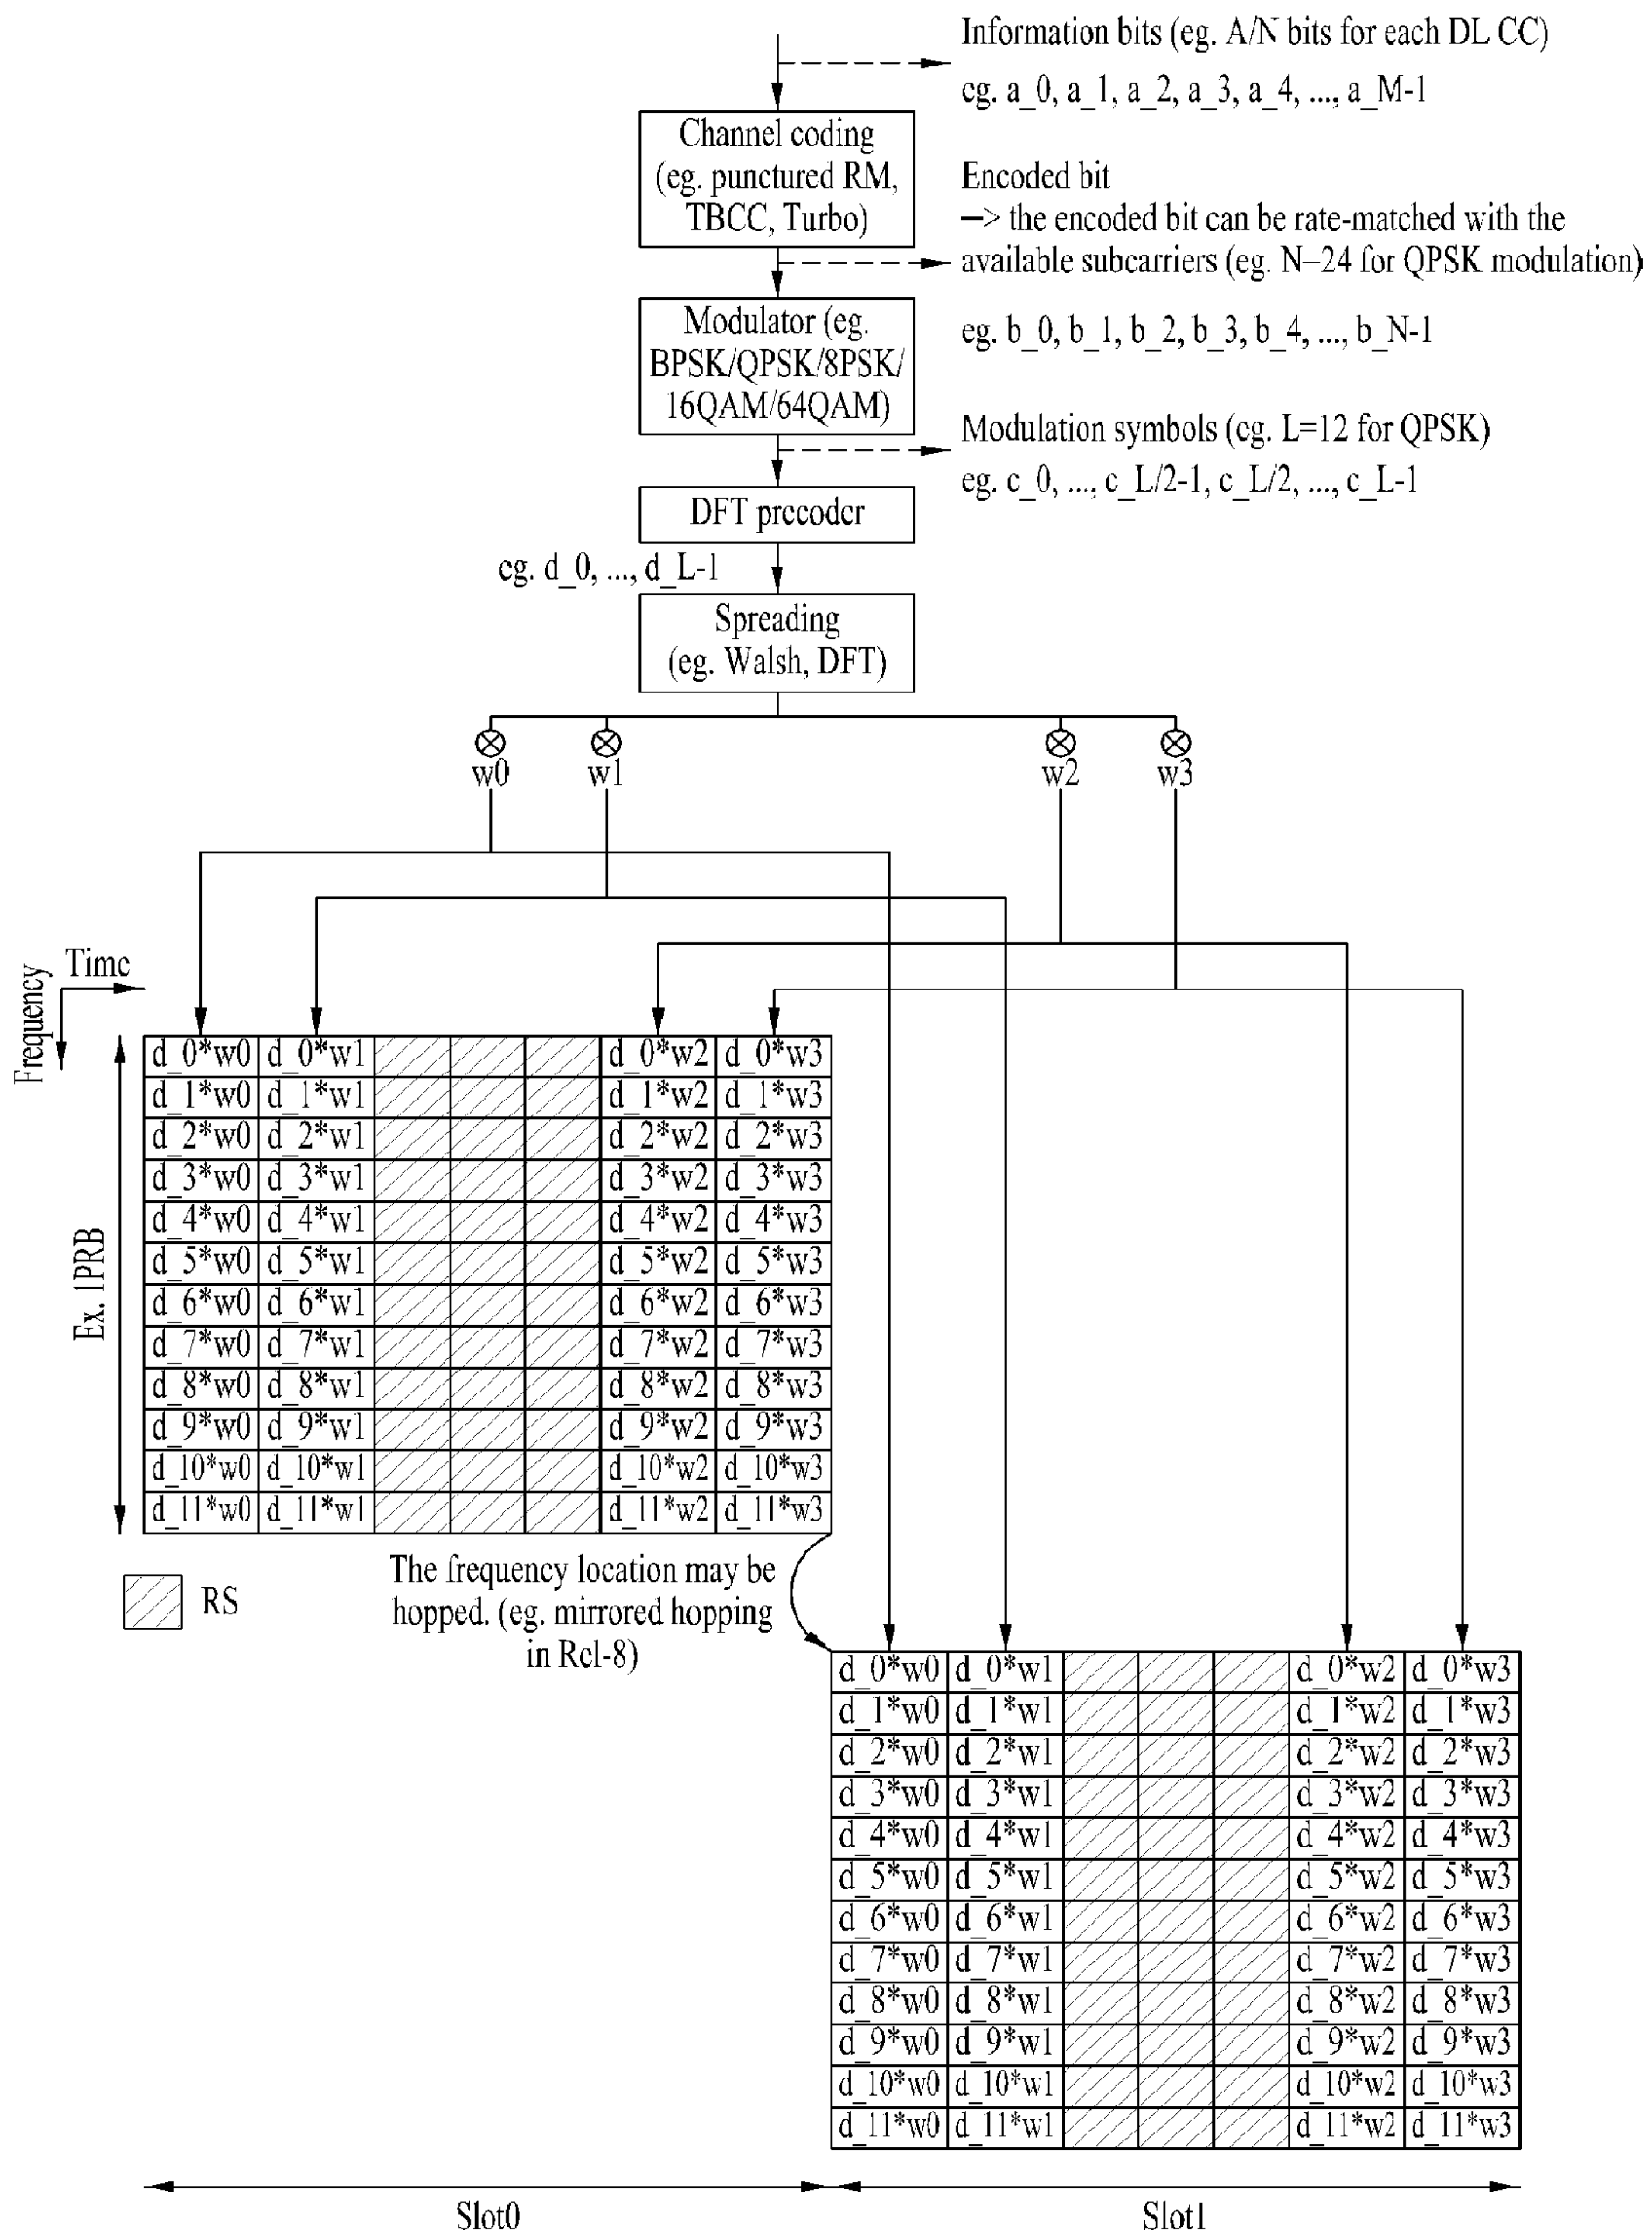 Information bits (eg. A/N bits for each DL CC)
eg. a_0, a_1, a_2, a_3, a_4, ..., a_M-1
Channel coding
(eg. punctured RM,
TBCC, Turbo)
Encoded bit
—> the encoded bit can be rate-matched with the
available subcarriers (eg. N–24 for QPSK modulation)
eg. b_0, b_1, b_2, b_3, b_4, ..., b_N-1
Modulator (eg.
BPSK/QPSK/8PSK/
16QAM/64QAM)
Modulation symbols (eg. L=12 for QPSK)
eg. c_0, ..., c_L/2-1, c_L/2, ..., c_L-1
DFT precoder
eg. d_0, ..., d_L-1
Spreading
(eg. Walsh, DFT)
w0 w1 w2 w3
Time
Frequency
Ex. 1PRB
d_0*w0 d_0*w1 d_0*w2 d_0*w3
d_1*w0 d_1*w1 d_1*w2 d_1*w3
d_2*w0 d_2*w1 d_2*w2 d_2*w3
d_3*w0 d_3*w1 d_3*w2 d_3*w3
d_4*w0 d_4*w1 d_4*w2 d_4*w3
d_5*w0 d_5*w1 d_5*w2 d_5*w3
d_6*w0 d_6*w1 d_6*w2 d_6*w3
d_7*w0 d_7*w1 d_7*w2 d_7*w3
d_8*w0 d_8*w1 d_8*w2 d_8*w3
d_9*w0 d_9*w1 d_9*w2 d_9*w3
d_10*w0 d_10*w1 d_10*w2 d_10*w3
d_11*w0 d_11*w1 d_11*w2 d_11*w3
RS
The frequency location may be
hopped. (eg. mirrored hopping
in Rel-8)
d_0*w0 d_0*w1 d_0*w2 d_0*w3
d_1*w0 d_1*w1 d_1*w2 d_1*w3
d_2*w0 d_2*w1 d_2*w2 d_2*w3
d_3*w0 d_3*w1 d_3*w2 d_3*w3
d_4*w0 d_4*w1 d_4*w2 d_4*w3
d_5*w0 d_5*w1 d_5*w2 d_5*w3
d_6*w0 d_6*w1 d_6*w2 d_6*w3
d_7*w0 d_7*w1 d_7*w2 d_7*w3
d_8*w0 d_8*w1 d_8*w2 d_8*w3
d_9*w0 d_9*w1 d_9*w2 d_9*w3
d_10*w0 d_10*w1 d_10*w2 d_10*w3
d_11*w0 d_11*w1 d_11*w2 d_11*w3
Slot0 Slot1